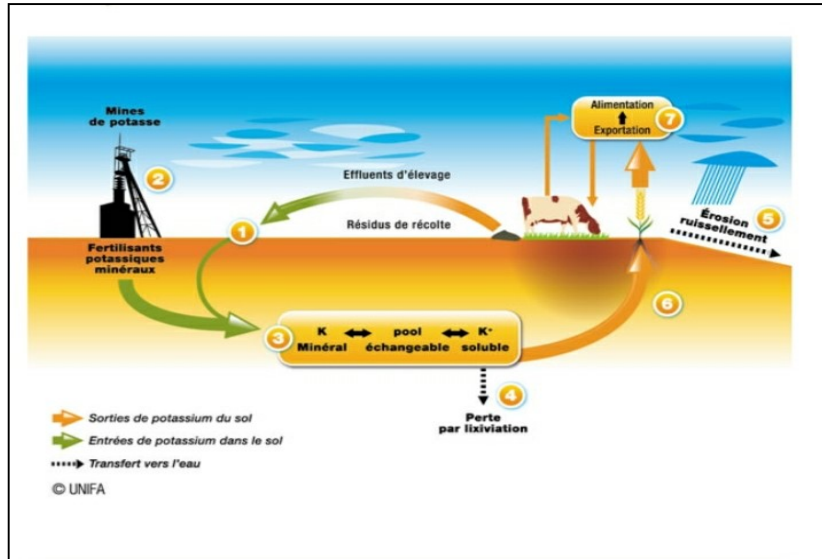 Mines
de potasse
2
Fertilisants
potassiques
minéraux
Effluents d'élevage
1
Résidus de récolte
Alimentation
Exportation
7
Érosion
ruissellement
5
6
3
K pool K+
Minéral échangeable soluble
4
Perte
par lixiviation
Sorties de potassium du sol
Entrées de potassium dans le sol
Transfert vers l'eau
© UNIFA